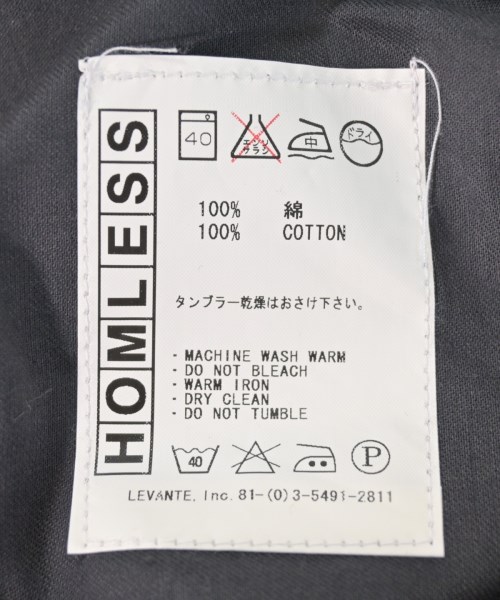 HOMLESS
40 エンソ サラシ 中 ドライ
100% 綿
100% COTTON
タンブラー乾燥はおさけ下さい。
- MACHINE WASH WARM
- DO NOT BLEACH
- WARM IRON
- DRY CLEAN
- DO NOT TUMBLE
40 P
LEVANTE, Inc. 81-(0)3-5491-2811